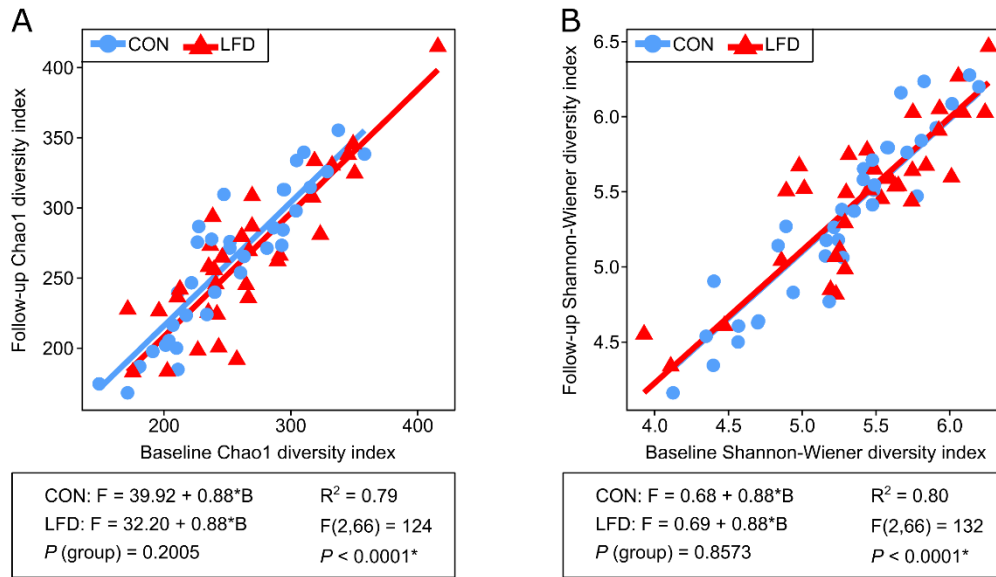 A
CON LFD
Follow-up Chao1 diversity index
400
350
300
250
200
200 300 400
Baseline Chao1 diversity index
CON: F = 39.92 + 0.88*B R² = 0.79
LFD: F = 32.20 + 0.88*B F(2,66) = 124
P (group) = 0.2005 P < 0.0001*
B
CON LFD
Follow-up Shannon-Wiener diversity index
6.5
6.0
5.5
5.0
4.5
4.0
4.0 4.5 5.0 5.5 6.0
Baseline Shannon-Wiener diversity index
CON: F = 0.68 + 0.88*B R² = 0.80
LFD: F = 0.69 + 0.88*B F(2,66) = 132
P (group) = 0.8573 P < 0.0001*